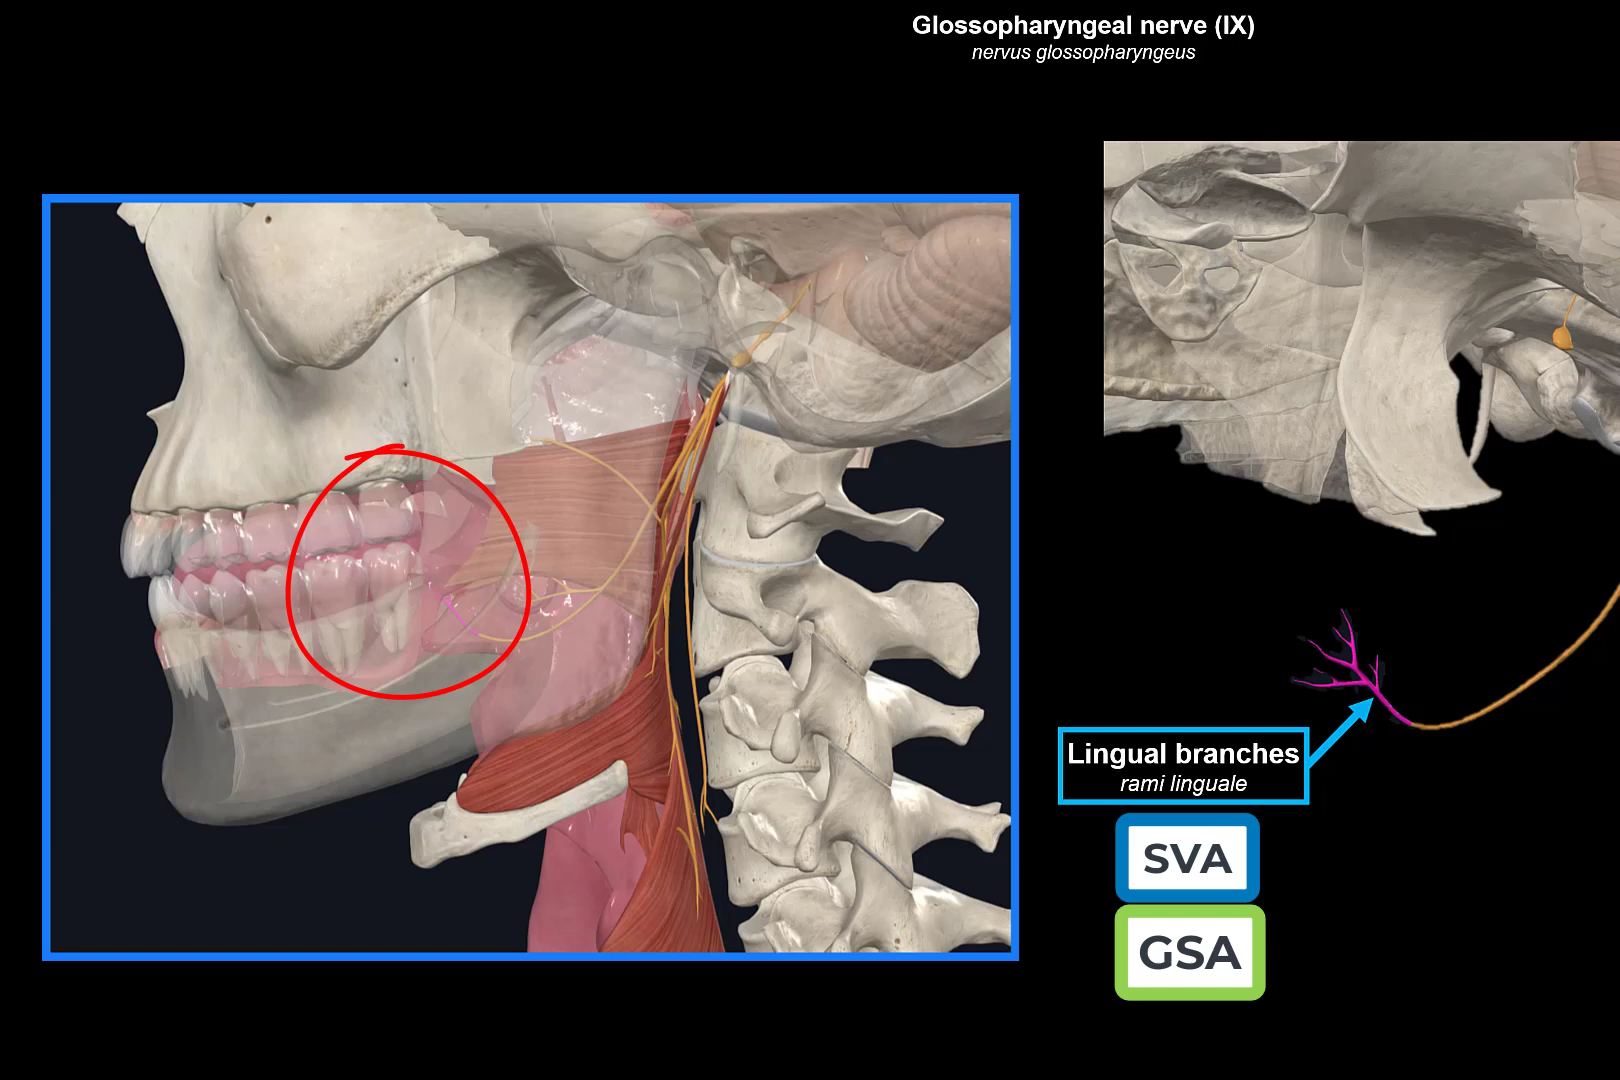 Glossopharyngeal nerve (IX)
nervus glossopharyngeus
Lingual branches
rami linguale
SVA
GSA